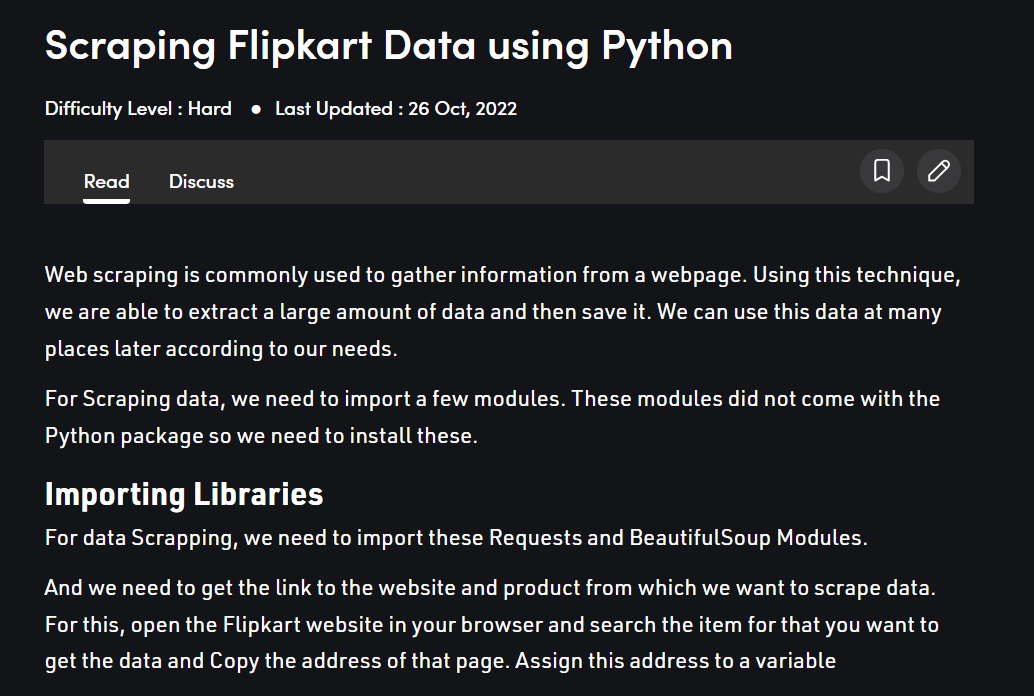 Scraping Flipkart Data using Python
Difficulty Level : Hard ● Last Updated : 26 Oct, 2022
Read Discuss
Web scraping is commonly used to gather information from a webpage. Using this technique,
we are able to extract a large amount of data and then save it. We can use this data at many
places later according to our needs.
For Scraping data, we need to import a few modules. These modules did not come with the
Python package so we need to install these.
Importing Libraries
For data Scrapping, we need to import these Requests and BeautifulSoup Modules.
And we need to get the link to the website and product from which we want to scrape data.
For this, open the Flipkart website in your browser and search the item for that you want to
get the data and Copy the address of that page. Assign this address to a variable